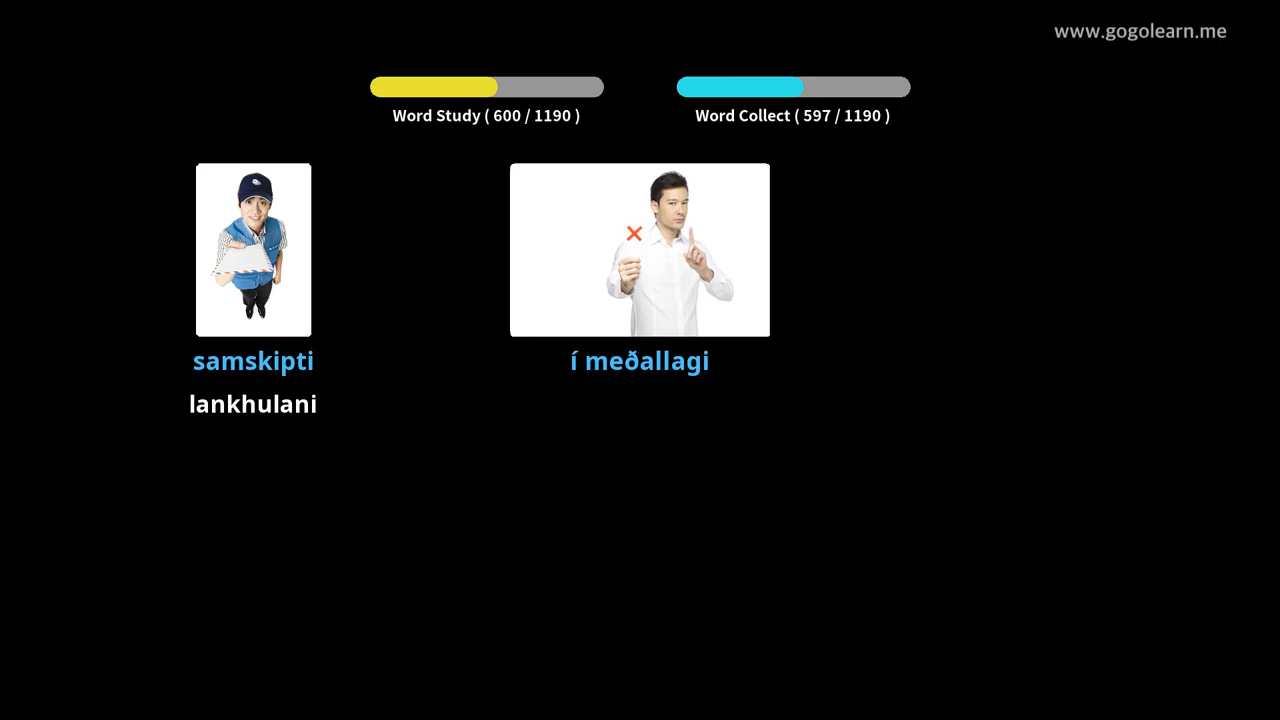 www.gogolearn.me
Word Study ( 600 / 1190 )
Word Collect ( 597 / 1190 )
samskipti
í meðallagi
lankhulani